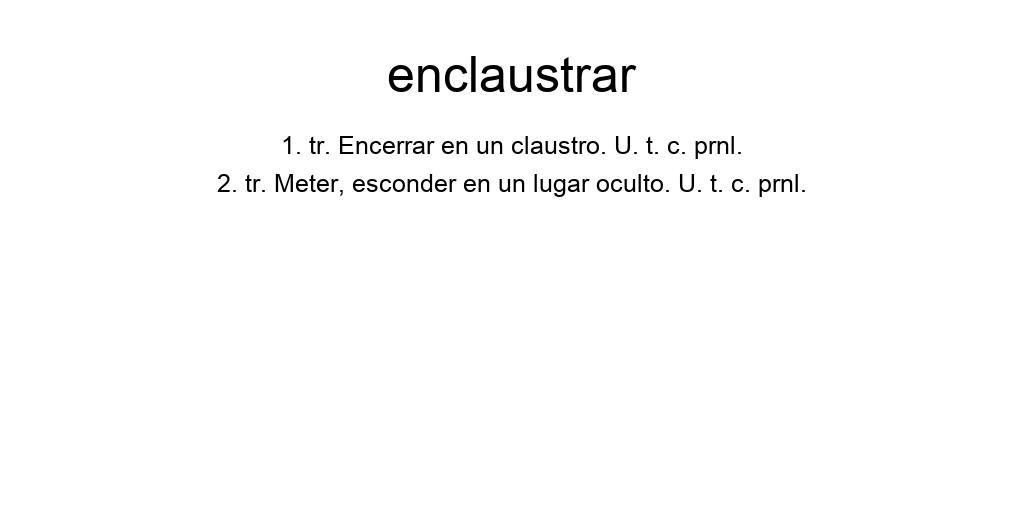 enclaustrar
1. tr. Encerrar en un claustro. U. t. c. prnl.
2. tr. Meter, esconder en un lugar oculto. U. t. c. prnl.